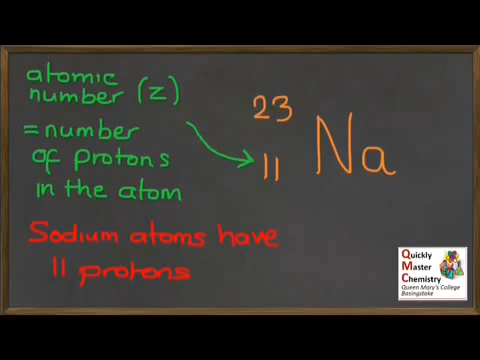 atomic
number (z)
= number
of protons
in the atom
23
11
Na
Sodium atoms have
11 protons
Quickly
Master
Chemistry
Queen Mary's College
Basingstoke